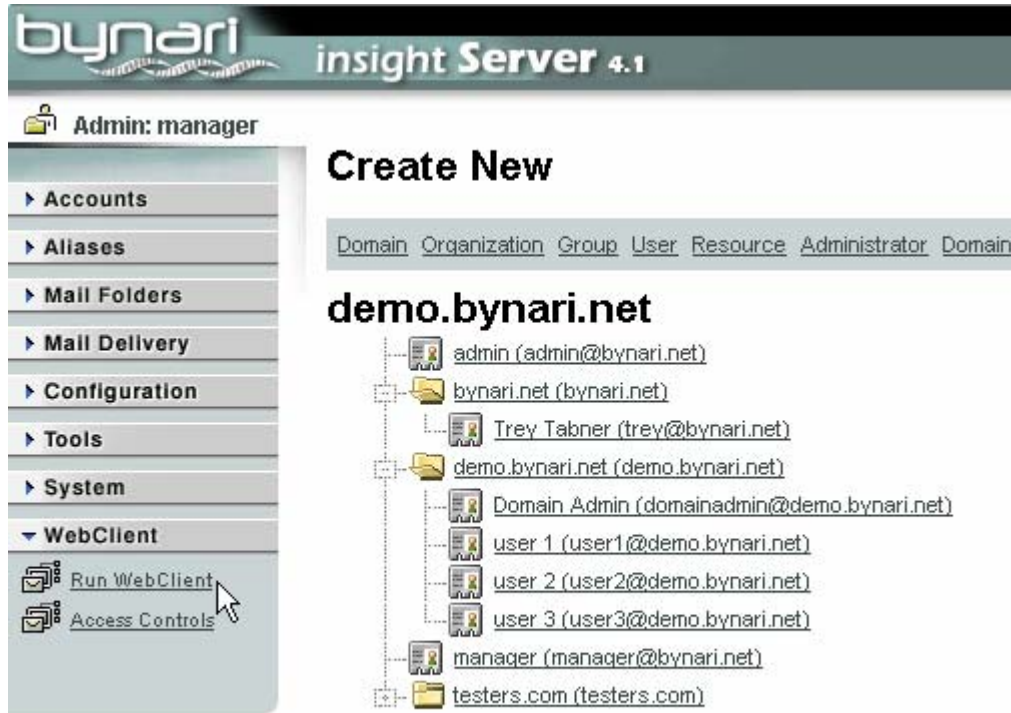 bynari
insight Server 4.1
Admin: manager
Accounts
Aliases
Mail Folders
Mail Delivery
Configuration
Tools
System
WebClient
Run WebClient
Access Controls
Create New
Domain Organization Group User Resource Administrator Domain
demo.bynari.net
admin (admin@bynari.net)
bynari.net (bynari.net)
Trey Tabner (trey@bynari.net)
demo.bynari.net (demo.bynari.net)
Domain Admin (domainadmin@demo.bynari.net)
user 1 (user1@demo.bynari.net)
user 2 (user2@demo.bynari.net)
user 3 (user3@demo.bynari.net)
manager (manager@bynari.net)
testers.com (testers.com)